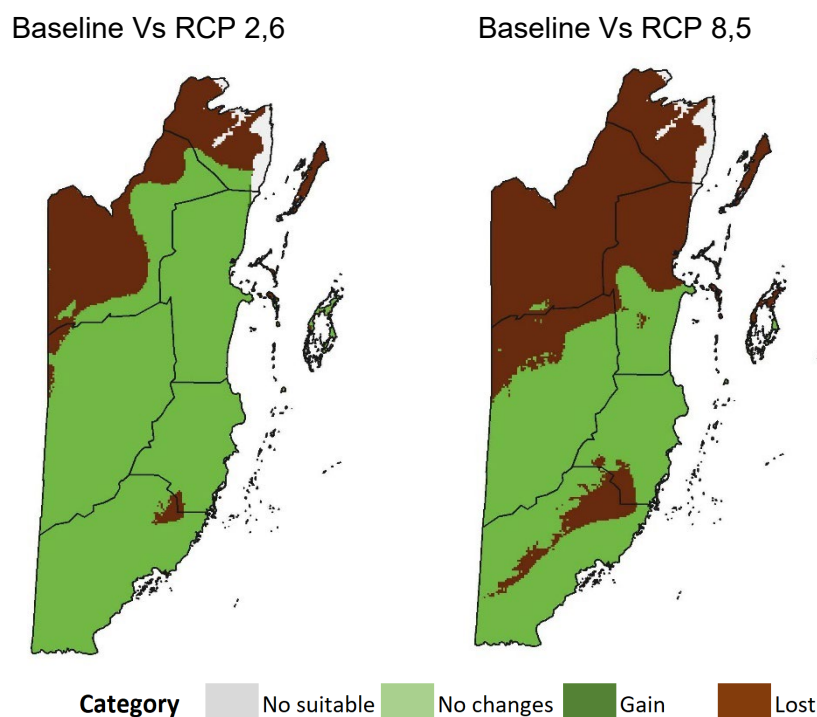 Baseline Vs RCP 2,6
Baseline Vs RCP 8,5
Category No suitable No changes Gain Lost